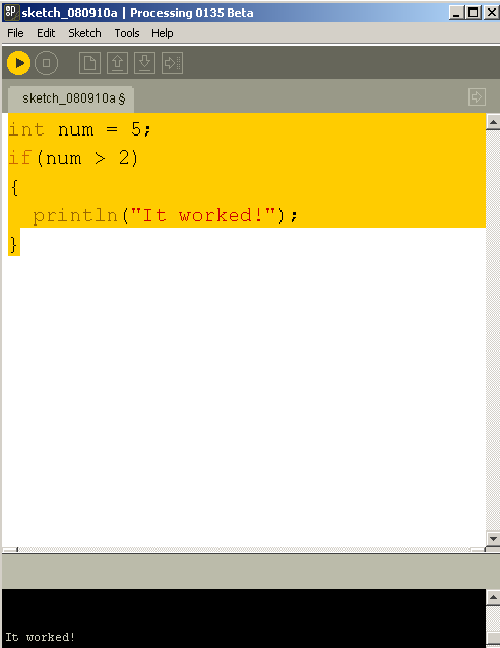 sketch_080910a | Processing 0135 Beta
File Edit Sketch Tools Help
sketch_080910a §
int num = 5;
if(num > 2)
{
println("It worked!");
}
It worked!